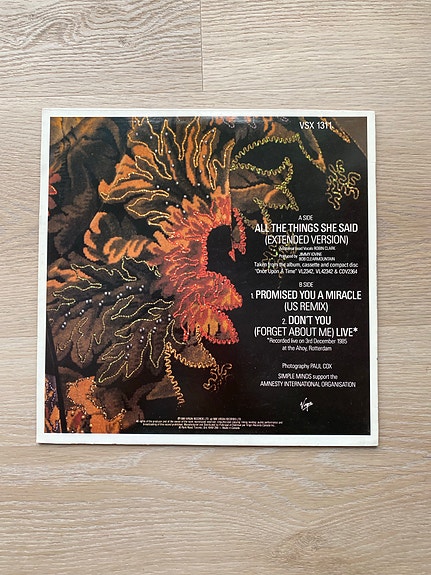 VSX 1311
A SIDE
ALL THE THINGS SHE SAID
(EXTENDED VERSION)
Additional Lead Vocals ROBIN CLARK
Produced by JIMMY IOVINE
BOB CLEARMOUNTAIN
Taken from the album, cassette and compact disc
"Once Upon A Time" VL2342, VL42342 & CDV2364
B SIDE
1. PROMISED YOU A MIRACLE
(US REMIX)
2. DON'T YOU
(FORGET ABOUT ME) LIVE*
*Recorded live on 3rd December 1985
at the Ahoy, Rotterdam
Photography PAUL COX
SIMPLE MINDS support the
AMNESTY INTERNATIONAL ORGANISATION
Virgin